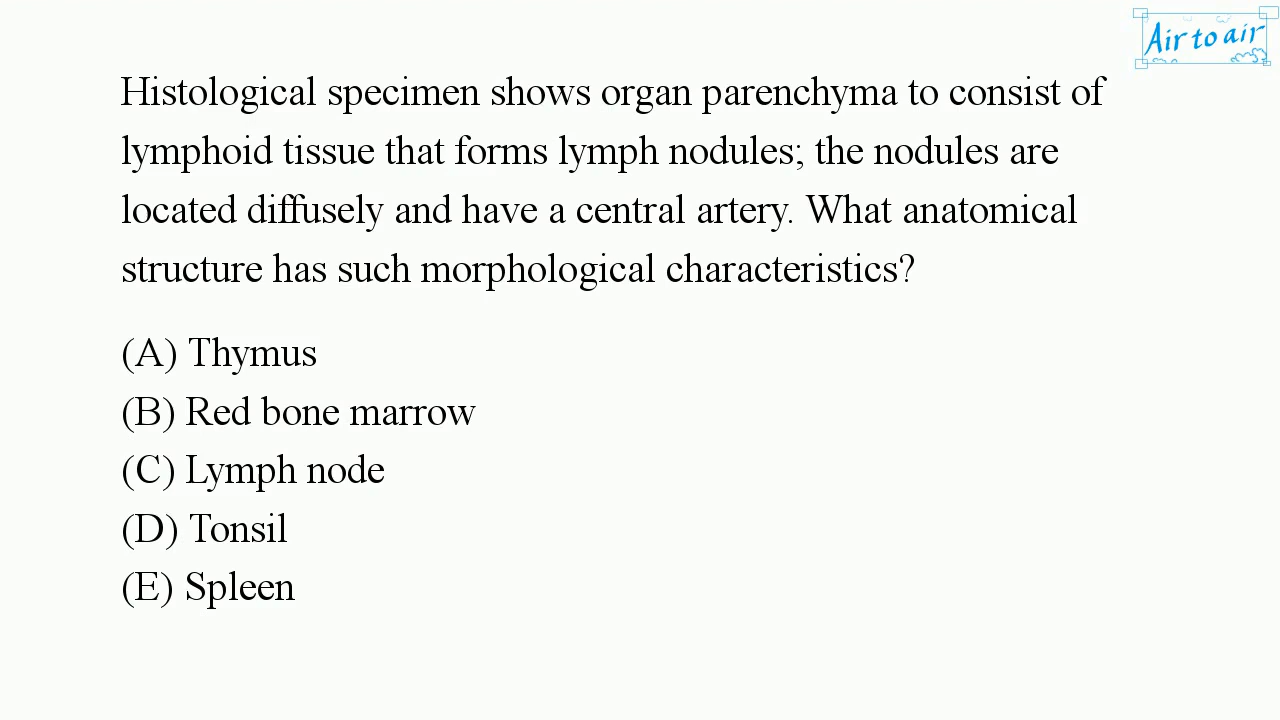 Air to air
Histological specimen shows organ parenchyma to consist of
lymphoid tissue that forms lymph nodules; the nodules are
located diffusely and have a central artery. What anatomical
structure has such morphological characteristics?
(A) Thymus
(B) Red bone marrow
(C) Lymph node
(D) Tonsil
(E) Spleen